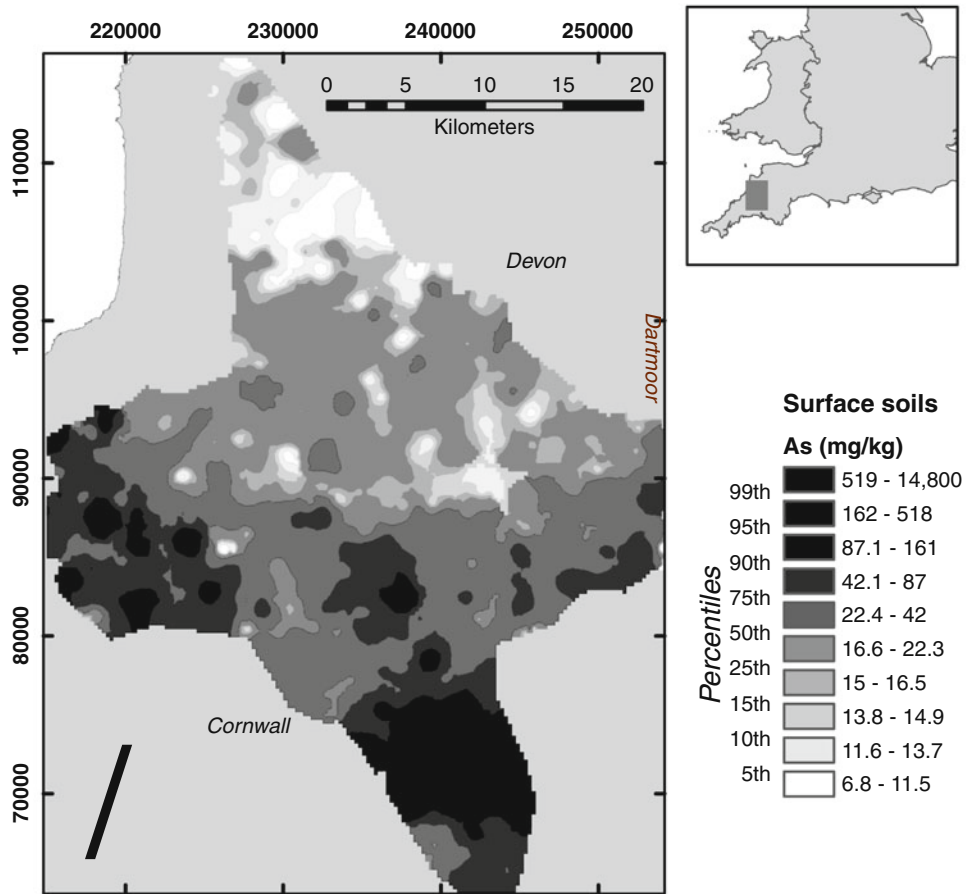 220000 230000 240000 250000
0 5 10 15 20
Kilometers
110000
100000
90000
80000
70000
Devon
Dartmoor
Cornwall
Surface soils
As (mg/kg)
Percentiles
519 - 14,800
99th
162 - 518
95th
87.1 - 161
90th
42.1 - 87
75th
22.4 - 42
50th
16.6 - 22.3
25th
15 - 16.5
15th
13.8 - 14.9
10th
11.6 - 13.7
5th
6.8 - 11.5